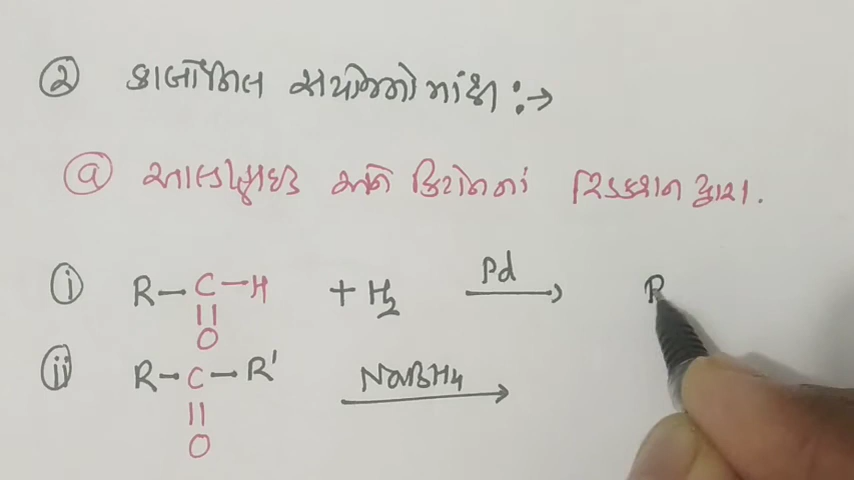 ② કાર્બોનિલ સંયોજનોમાંથી :→
ⓐ આલ્ડીહાઇડ અને કિટોનનાં રિડક્શન દ્વારા.
ⓘ R—C—H + H₂ Pd → R
||
O
ⓘⓘ R—C—R' NaBH4 →
||
O